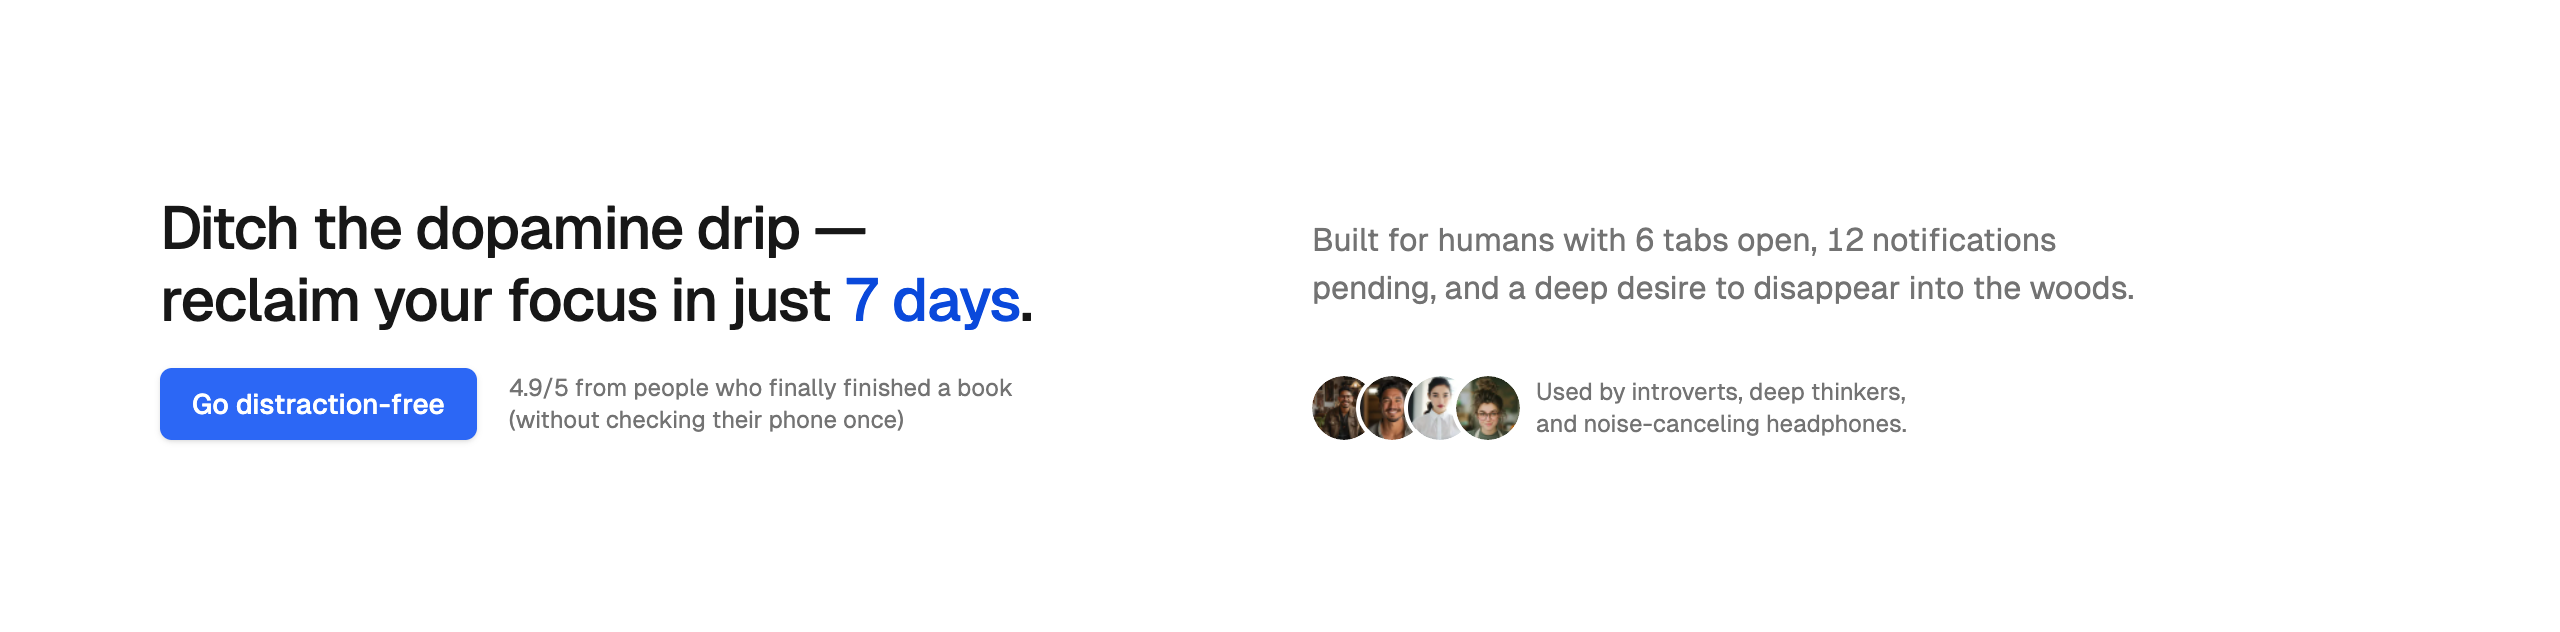 Ditch the dopamine drip —
reclaim your focus in just 7 days.
Go distraction-free
4.9/5 from people who finally finished a book
(without checking their phone once)
Built for humans with 6 tabs open, 12 notifications
pending, and a deep desire to disappear into the woods.
Used by introverts, deep thinkers,
and noise-canceling headphones.